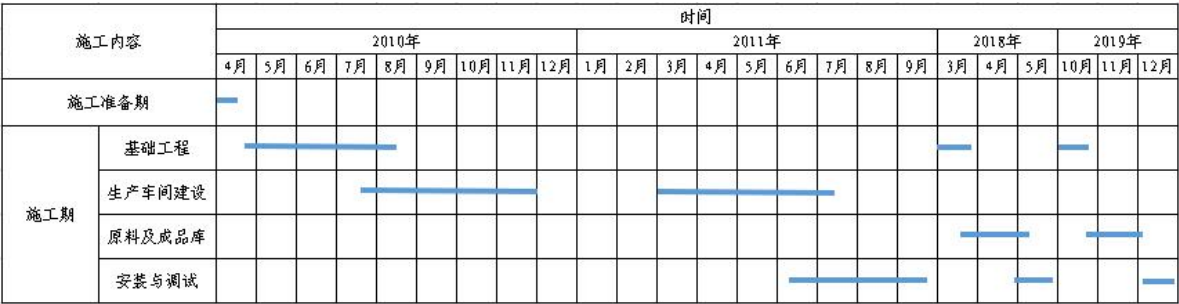 施工内容 时间
2010年 2011年 2018年 2019年
4月 5月 6月 7月 8月 9月 10月 11月 12月 1月 2月 3月 4月 5月 6月 7月 8月 9月 3月 4月 5月 10月 11月 12月
施工准备期
施工期
基础工程
生产车间建设
原料及成品库
安装与调试